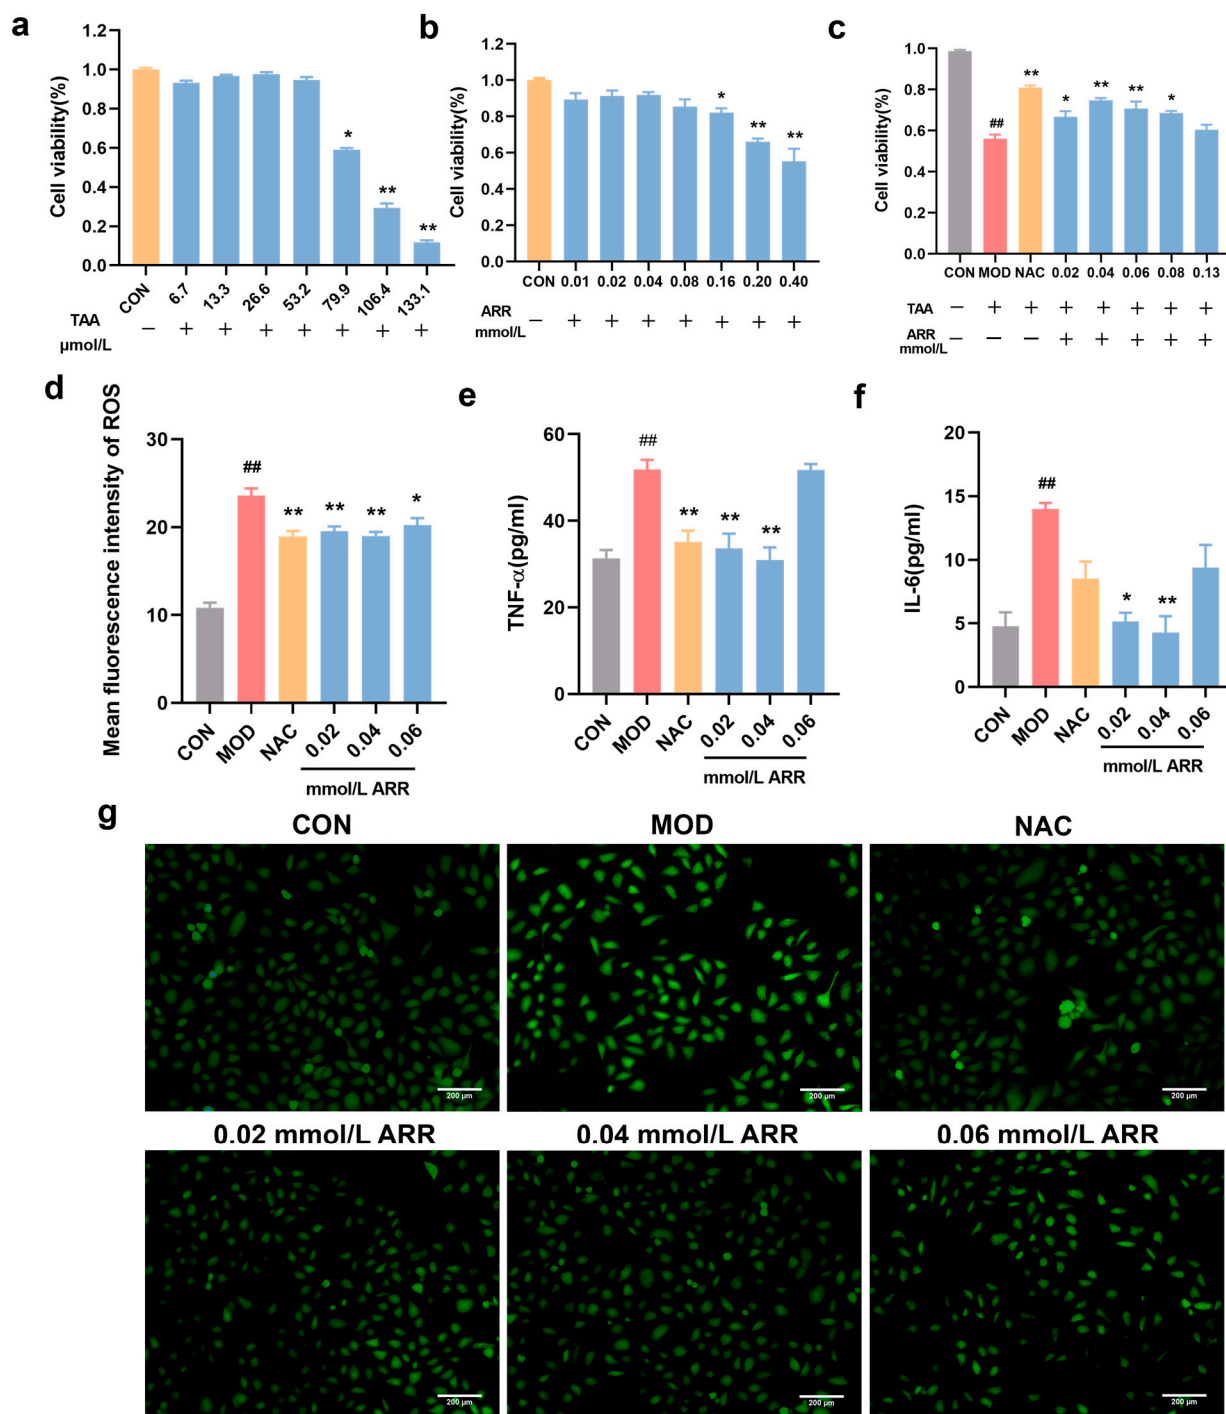 a
Cell viability(%)
1.2
1.0
0.8
0.6
0.4
0.2
0.0
*
**
**
CON
6.7
13.3
26.6
53.2
79.9
106.4
133.1
TAA
− + + + + + + +
μmol/L
b
Cell viability(%)
1.2
1.0
0.8
0.6
0.4
0.2
0.0
*
**
**
CON 0.01 0.02 0.04 0.08 0.16 0.20 0.40
ARR
mmol/L
− + + + + + + +
c
Cell viability(%)
1.0
0.8
0.6
0.4
0.2
0.0
##
**
*
**
**
*
CON MOD NAC 0.02 0.04 0.06 0.08 0.13
TAA − + + + + + + +
ARR
mmol/L
− − − + + + + +
d
Mean fluorescence intensity of ROS
30
20
10
0
##
**
**
**
*
CON
MOD
NAC
0.02
0.04
0.06
mmol/L ARR
e
TNF-α(pg/ml)
60
40
20
0
##
**
**
**
CON
MOD
NAC
0.02
0.04
0.06
mmol/L ARR
f
IL-6(pg/ml)
20
15
10
5
0
##
*
**
CON
MOD
NAC
0.02
0.04
0.06
mmol/L ARR
g
CON
MOD
NAC
200 μm
200 μm
200 μm
0.02 mmol/L ARR
0.04 mmol/L ARR
0.06 mmol/L ARR
200 μm
200 μm
200 μm